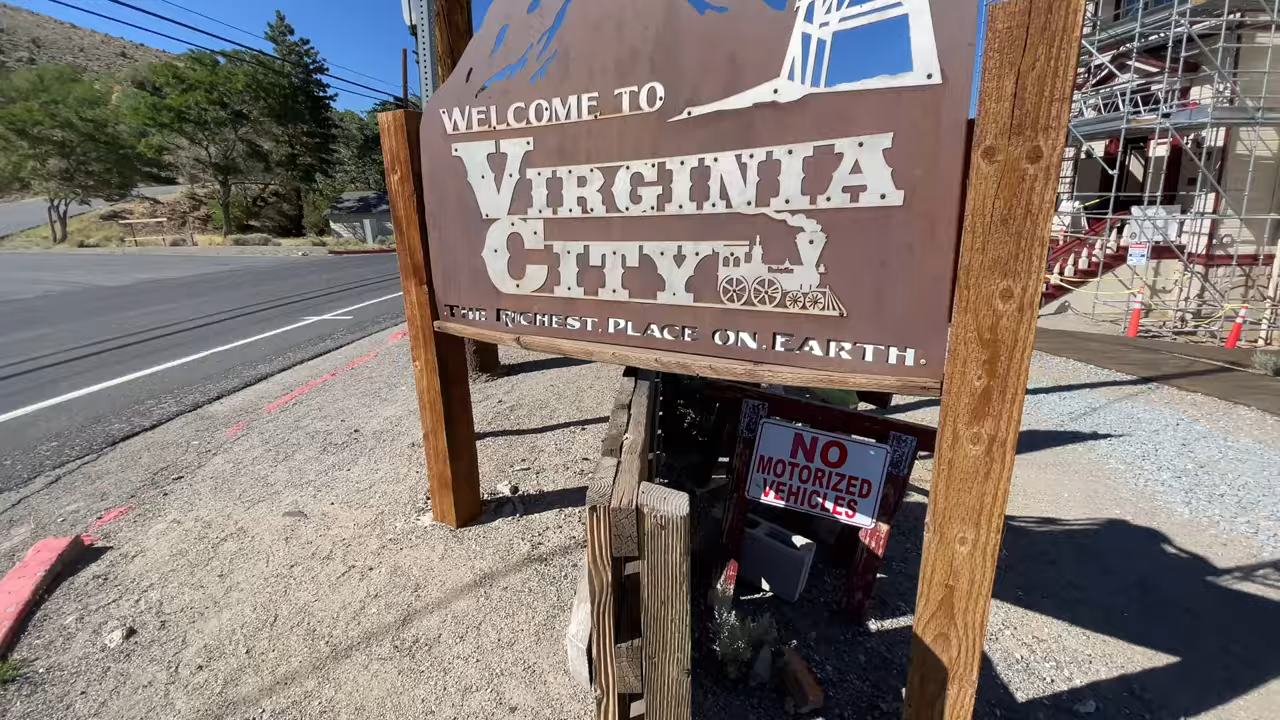 WELCOME TO
VIRGINIA
CITY
THE RICHEST PLACE ON EARTH.
NO
MOTORIZED
VEHICLES